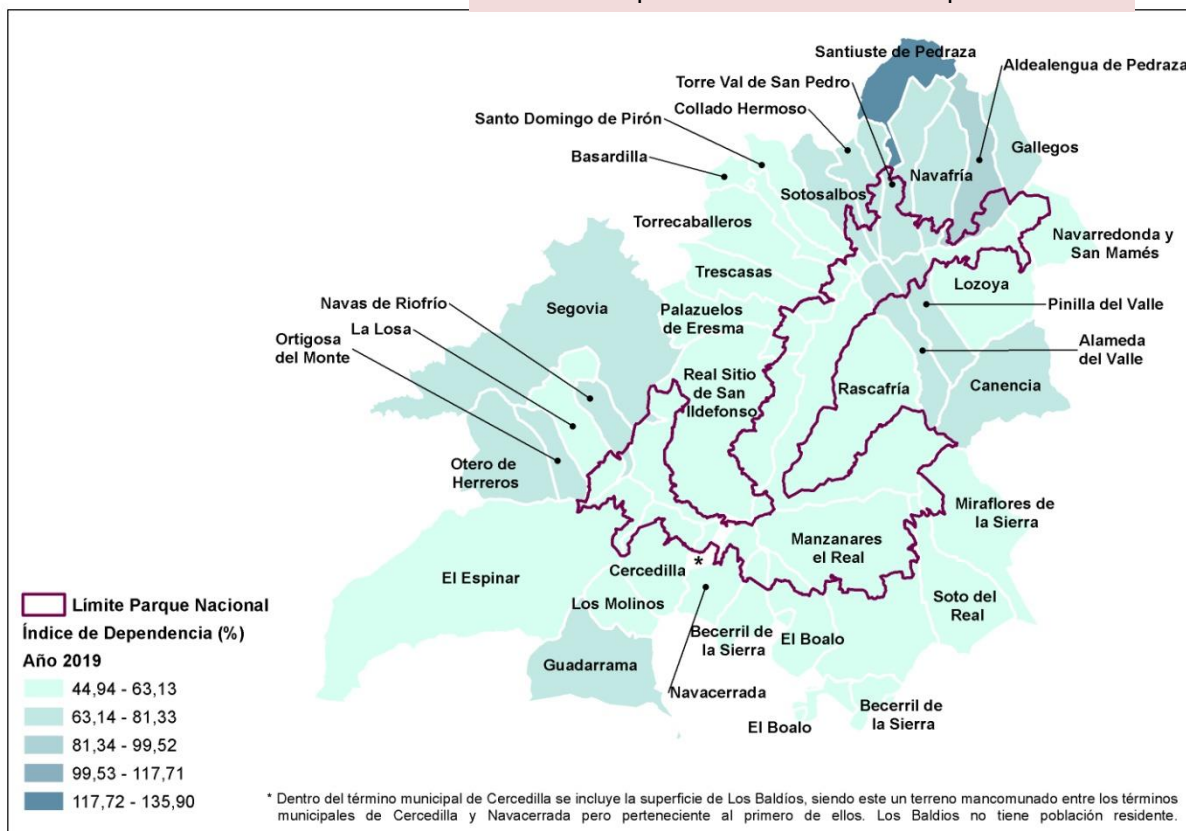 Santiuste de Pedraza
Aldealengua de Pedraza
Torre Val de San Pedro
Collado Hermoso
Santo Domingo de Pirón
Gallegos
Basardilla
Navafría
Sotosalbos
Torrecaballeros
Navarredonda y
San Mamés
Trescasas
Lozoya
Navas de Riofrío
Segovia
Pinilla del Valle
La Losa
Palazuelos
de Eresma
Ortigosa
del Monte
Alameda
del Valle
Real Sitio
de San
Ildefonso
Rascafría
Canencia
Otero de
Herreros
Miraflores de
la Sierra
Manzanares
el Real
Cercedilla
*
El Espinar
Los Molinos
Soto del
Real
Becerril de
la Sierra
El Boalo
Guadarrama
Navacerrada
Becerril de
la Sierra
El Boalo
Límite Parque Nacional
Índice de Dependencia (%)
Año 2019
44,94 - 63,13
63,14 - 81,33
81,34 - 99,52
99,53 - 117,71
117,72 - 135,90
* Dentro del término municipal de Cercedilla se incluye la superficie de Los Baldíos, siendo este un terreno mancomunado entre los términos
municipales de Cercedilla y Navacerrada pero perteneciente al primero de ellos. Los Baldios no tiene población residente.